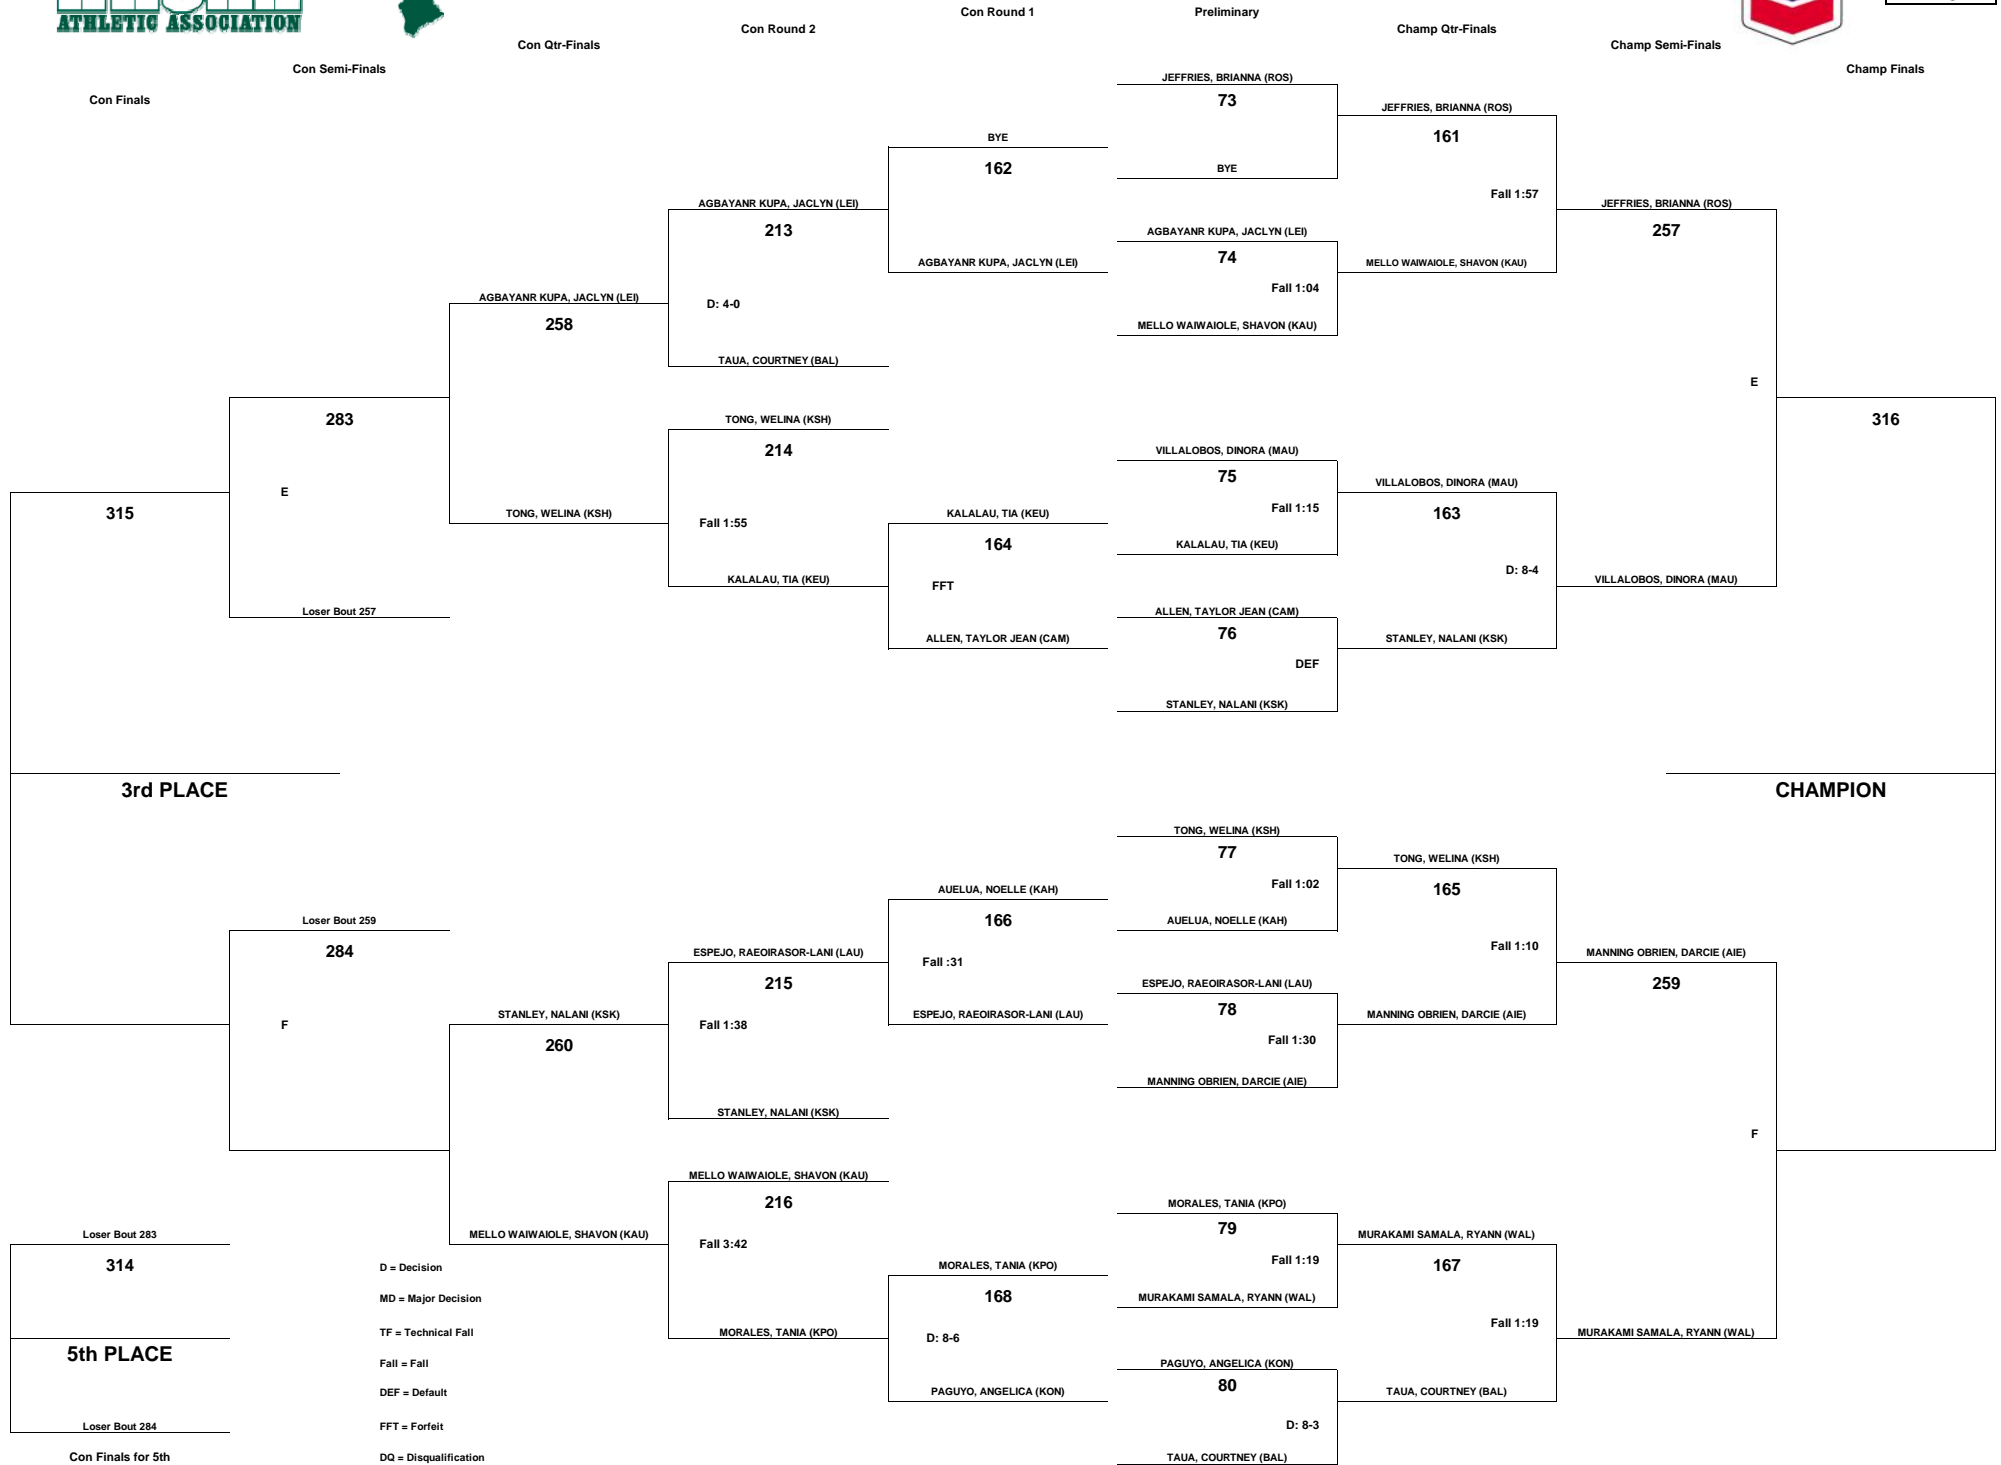 ATHLETIC ASSOCIATION
Con Finals
Con Semi-Finals
Con Qtr-Finals
Con Round 2
Con Round 1
Preliminary
Champ Qtr-Finals
Champ Semi-Finals
Champ Finals
JEFFRIES, BRIANNA (ROS)
73
BYE
AGBAYANR KUPA, JACLYN (LEI)
74
Fall 1:04
MELLO WAIWAIOLE, SHAVON (KAU)
VILLALOBOS, DINORA (MAU)
75
Fall 1:15
KALALAU, TIA (KEU)
ALLEN, TAYLOR JEAN (CAM)
76
DEF
STANLEY, NALANI (KSK)
TONG, WELINA (KSH)
77
Fall 1:02
AUELUA, NOELLE (KAH)
ESPEJO, RAEOIRASOR-LANI (LAU)
78
Fall 1:30
MANNING OBRIEN, DARCIE (AIE)
MORALES, TANIA (KPO)
79
Fall 1:19
MURAKAMI SAMALA, RYANN (WAL)
PAGUYO, ANGELICA (KON)
80
D: 8-3
TAUA, COURTNEY (BAL)
JEFFRIES, BRIANNA (ROS)
161
Fall 1:57
MELLO WAIWAIOLE, SHAVON (KAU)
VILLALOBOS, DINORA (MAU)
163
D: 8-4
STANLEY, NALANI (KSK)
TONG, WELINA (KSH)
165
Fall 1:10
MANNING OBRIEN, DARCIE (AIE)
MURAKAMI SAMALA, RYANN (WAL)
167
Fall 1:19
TAUA, COURTNEY (BAL)
JEFFRIES, BRIANNA (ROS)
257
E
VILLALOBOS, DINORA (MAU)
MANNING OBRIEN, DARCIE (AIE)
259
F
MURAKAMI SAMALA, RYANN (WAL)
316
CHAMPION
BYE
162
AGBAYANR KUPA, JACLYN (LEI)
KALALAU, TIA (KEU)
164
FFT
ALLEN, TAYLOR JEAN (CAM)
AUELUA, NOELLE (KAH)
166
Fall :31
ESPEJO, RAEOIRASOR-LANI (LAU)
MORALES, TANIA (KPO)
168
D: 8-6
PAGUYO, ANGELICA (KON)
AGBAYANR KUPA, JACLYN (LEI)
213
D: 4-0
TAUA, COURTNEY (BAL)
TONG, WELINA (KSH)
214
Fall 1:55
KALALAU, TIA (KEU)
ESPEJO, RAEOIRASOR-LANI (LAU)
215
Fall 1:38
STANLEY, NALANI (KSK)
MELLO WAIWAIOLE, SHAVON (KAU)
216
Fall 3:42
MORALES, TANIA (KPO)
AGBAYANR KUPA, JACLYN (LEI)
258
TONG, WELINA (KSH)
STANLEY, NALANI (KSK)
260
MELLO WAIWAIOLE, SHAVON (KAU)
283
E
Loser Bout 257
Loser Bout 259
284
F
315
3rd PLACE
Loser Bout 283
314
5th PLACE
Loser Bout 284
Con Finals for 5th
D = Decision
MD = Major Decision
TF = Technical Fall
Fall = Fall
DEF = Default
FFT = Forfeit
DQ = Disqualification